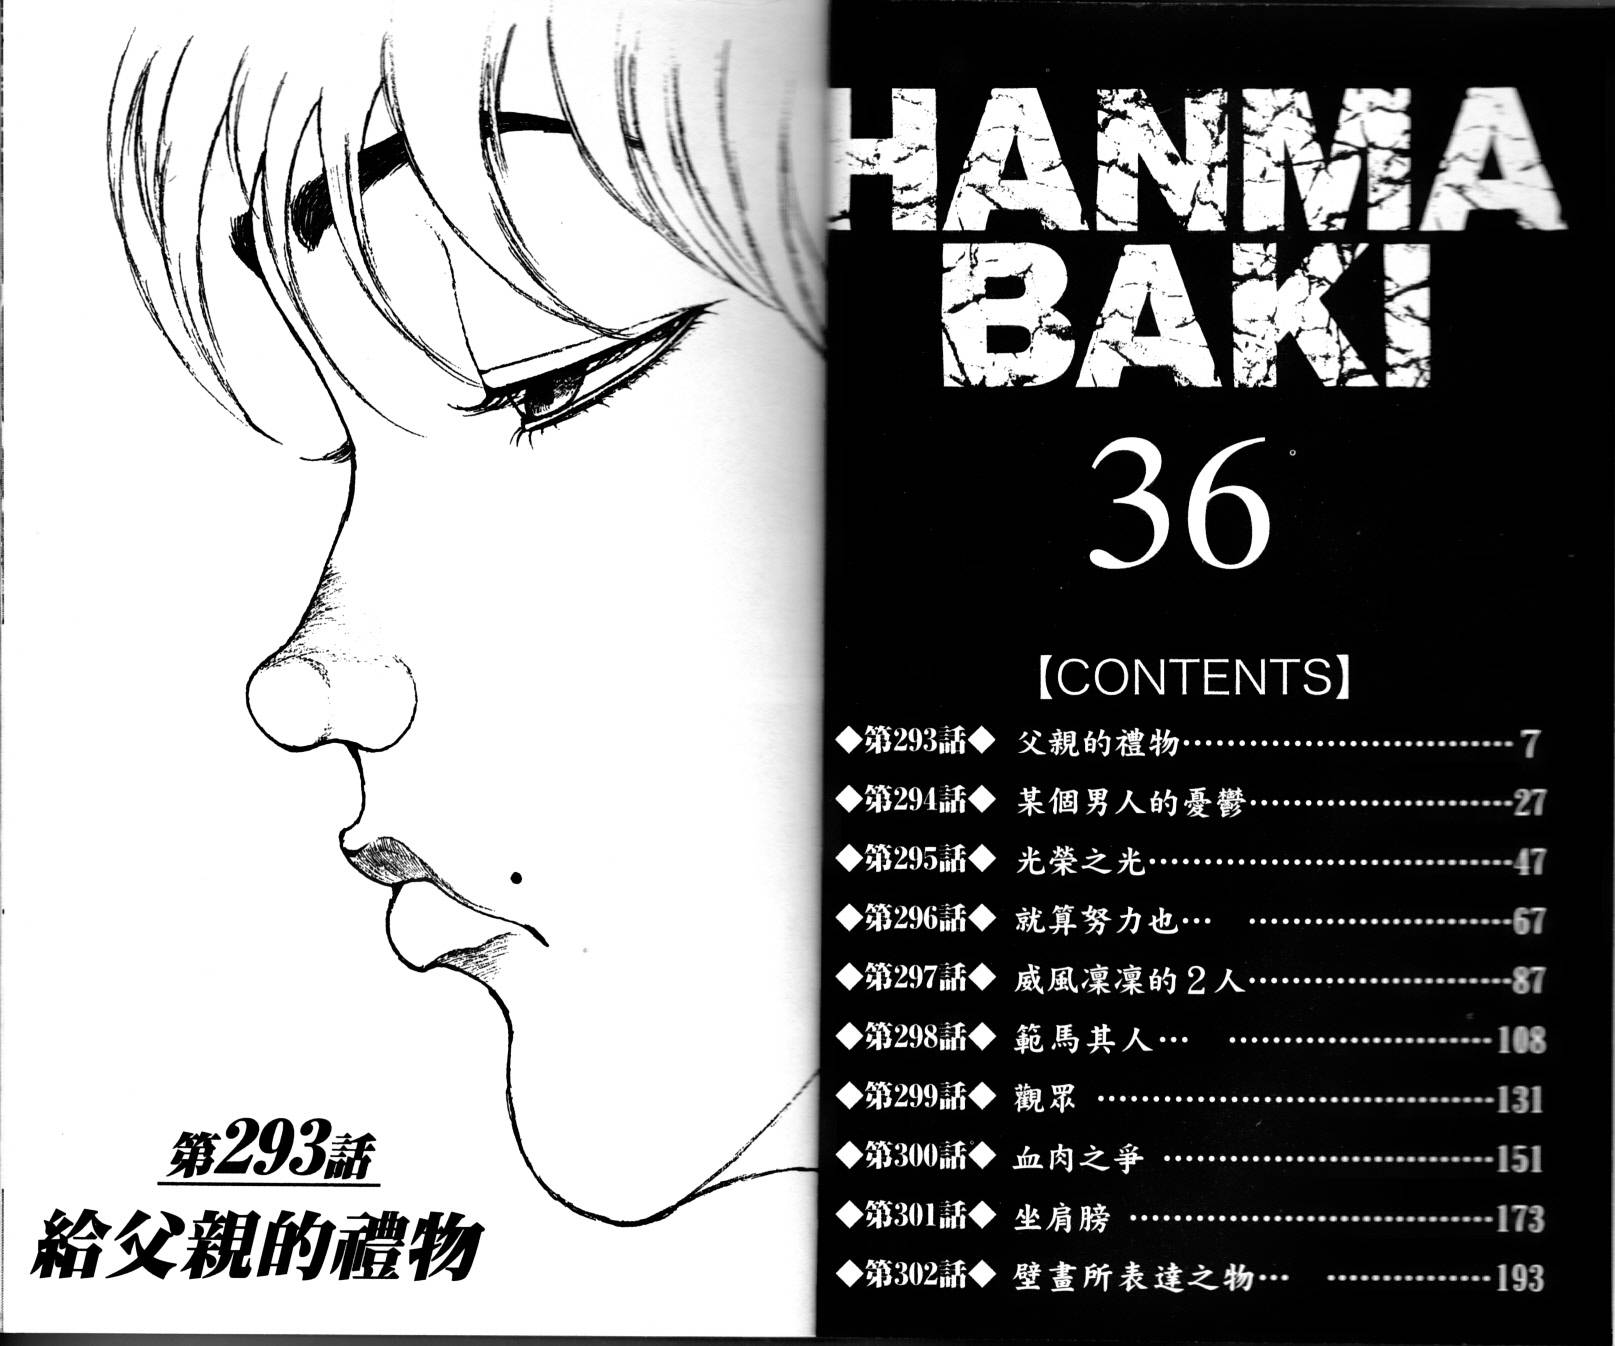 HANMA
BAKI
36
【CONTENTS】
◆第293話◆ 父親的禮物……………………………7
◆第294話◆ 某個男人的憂鬱………………………27
◆第295話◆ 光榮之光………………………………47
◆第296話◆ 就算努力也… ………………………67
◆第297話◆ 威風凜凜的2人………………………87
◆第298話◆ 範馬其人… ………………………108
◆第299話◆ 觀眾 …………………………………131
◆第300話◆ 血肉之爭 ……………………………151
◆第301話◆ 坐肩膀 ………………………………173
◆第302話◆ 壁畫所表達之物… ……………193
第293話
給父親的禮物